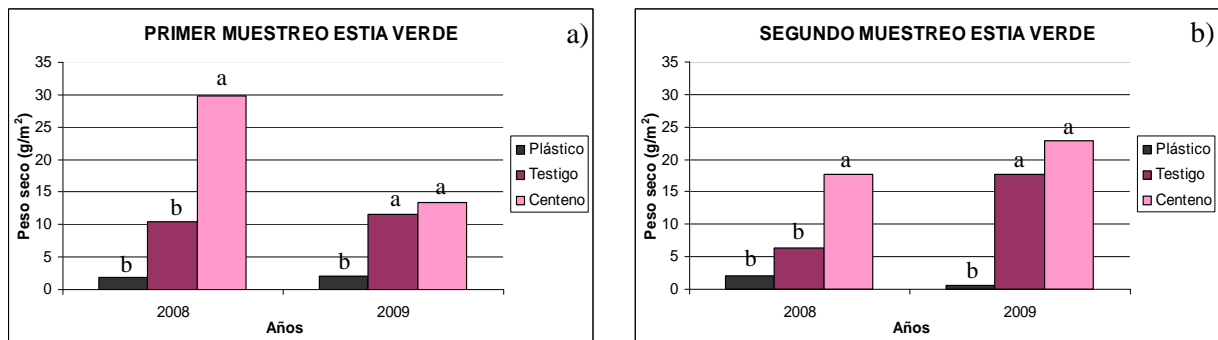 PRIMER MUESTREO ESTIA VERDE
a)
35
30
25
20
15
10
5
0
Peso seco (g/m²)
b
b
a
b
a
a
2008
2009
Años
Plástico
Testigo
Centeno
SEGUNDO MUESTREO ESTIA VERDE
b)
35
30
25
20
15
10
5
0
Peso seco (g/m²)
b
b
a
b
a
a
2008
2009
Años
Plástico
Testigo
Centeno